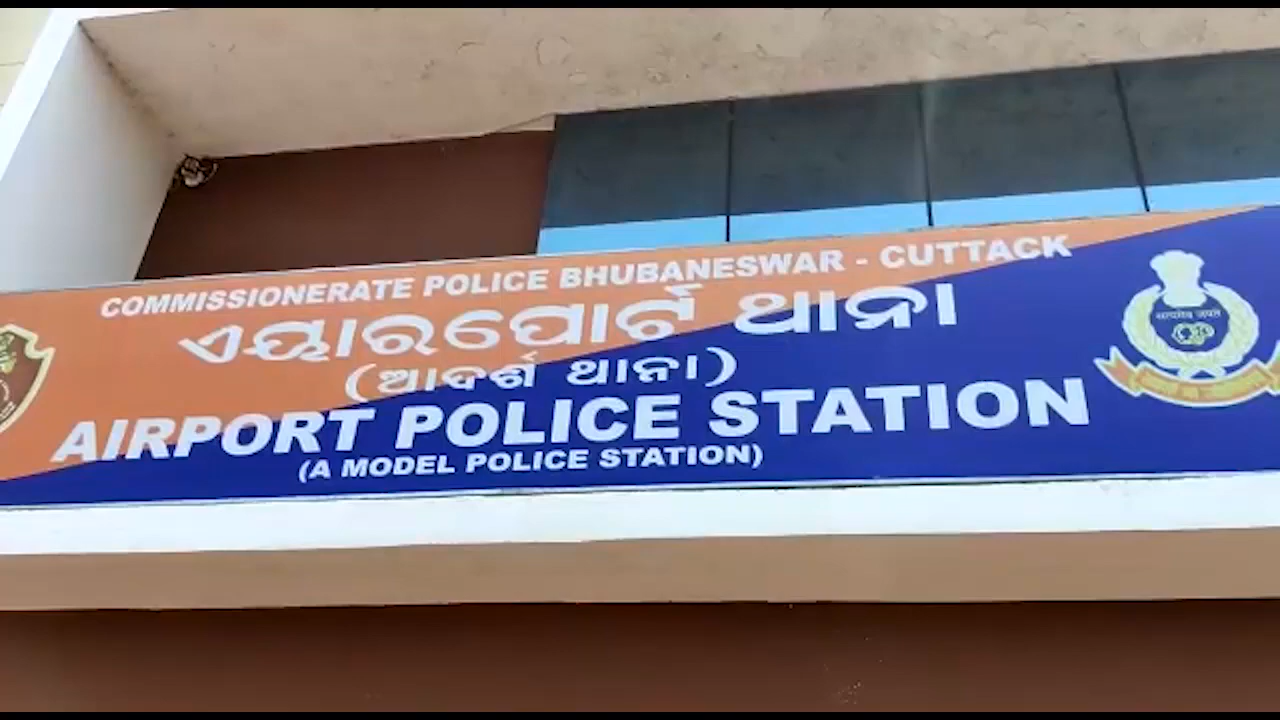 COMMISSIONERATE POLICE BHUBANESWAR - CUTTACK
ଏୟାରପୋର୍ଟ ଥାନା
(ଆଦର୍ଶ ଥାନା)
AIRPORT POLICE STATION
(A MODEL POLICE STATION)